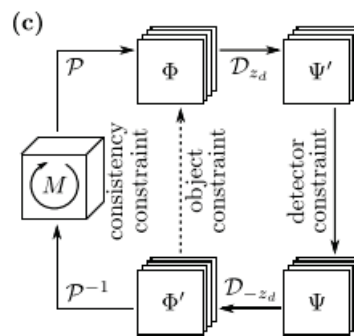 (c)
𝒫
Φ
𝒟_{z_d}
Ψ′
M
consistency
constraint
object
constraint
detector
constraint
𝒫⁻¹
Φ′
𝒟_{−z_d}
Ψ